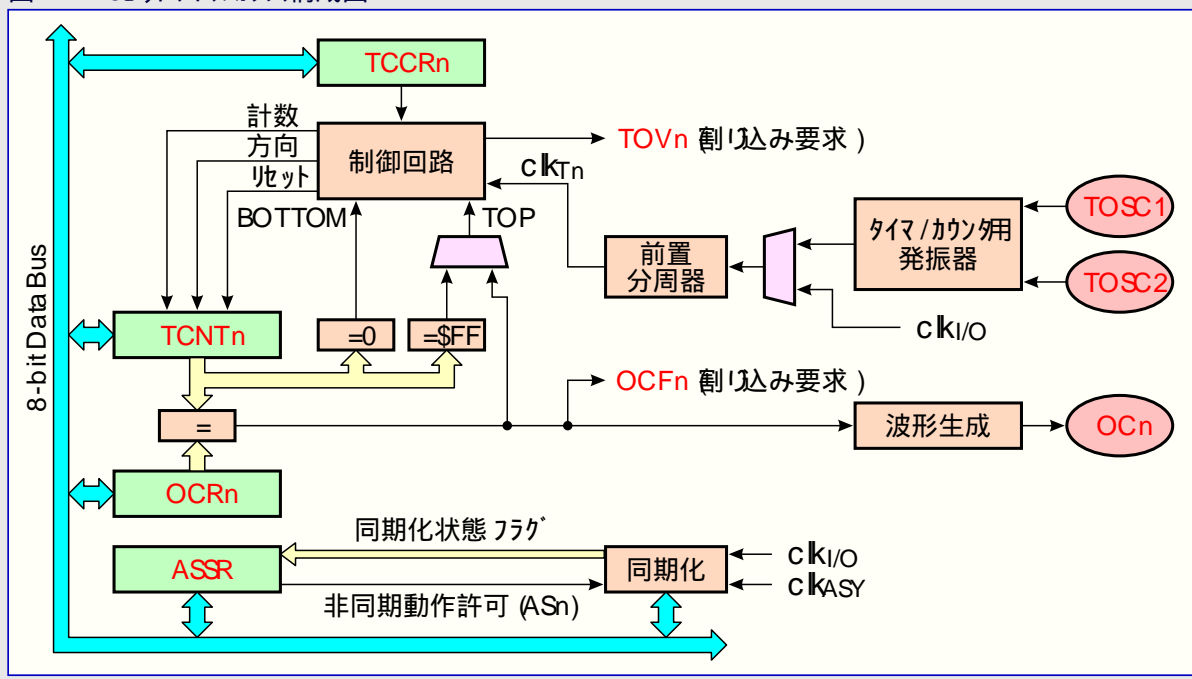 TCCRn
計数
方向
リセット
制御回路
TOVn (割り込み要求)
clkTn
BOTTOM
TOP
タイマ/カウンタ用
発振器
TOSC1
TOSC2
前置
分周器
clkI/O
8-bit Data Bus
TCNTn
=0
=$FF
OCFn (割り込み要求)
=
波形生成
OCn
OCRn
同期化状態フラグ
ASSR
同期化
clkI/O
clkASY
非同期動作許可(ASn)